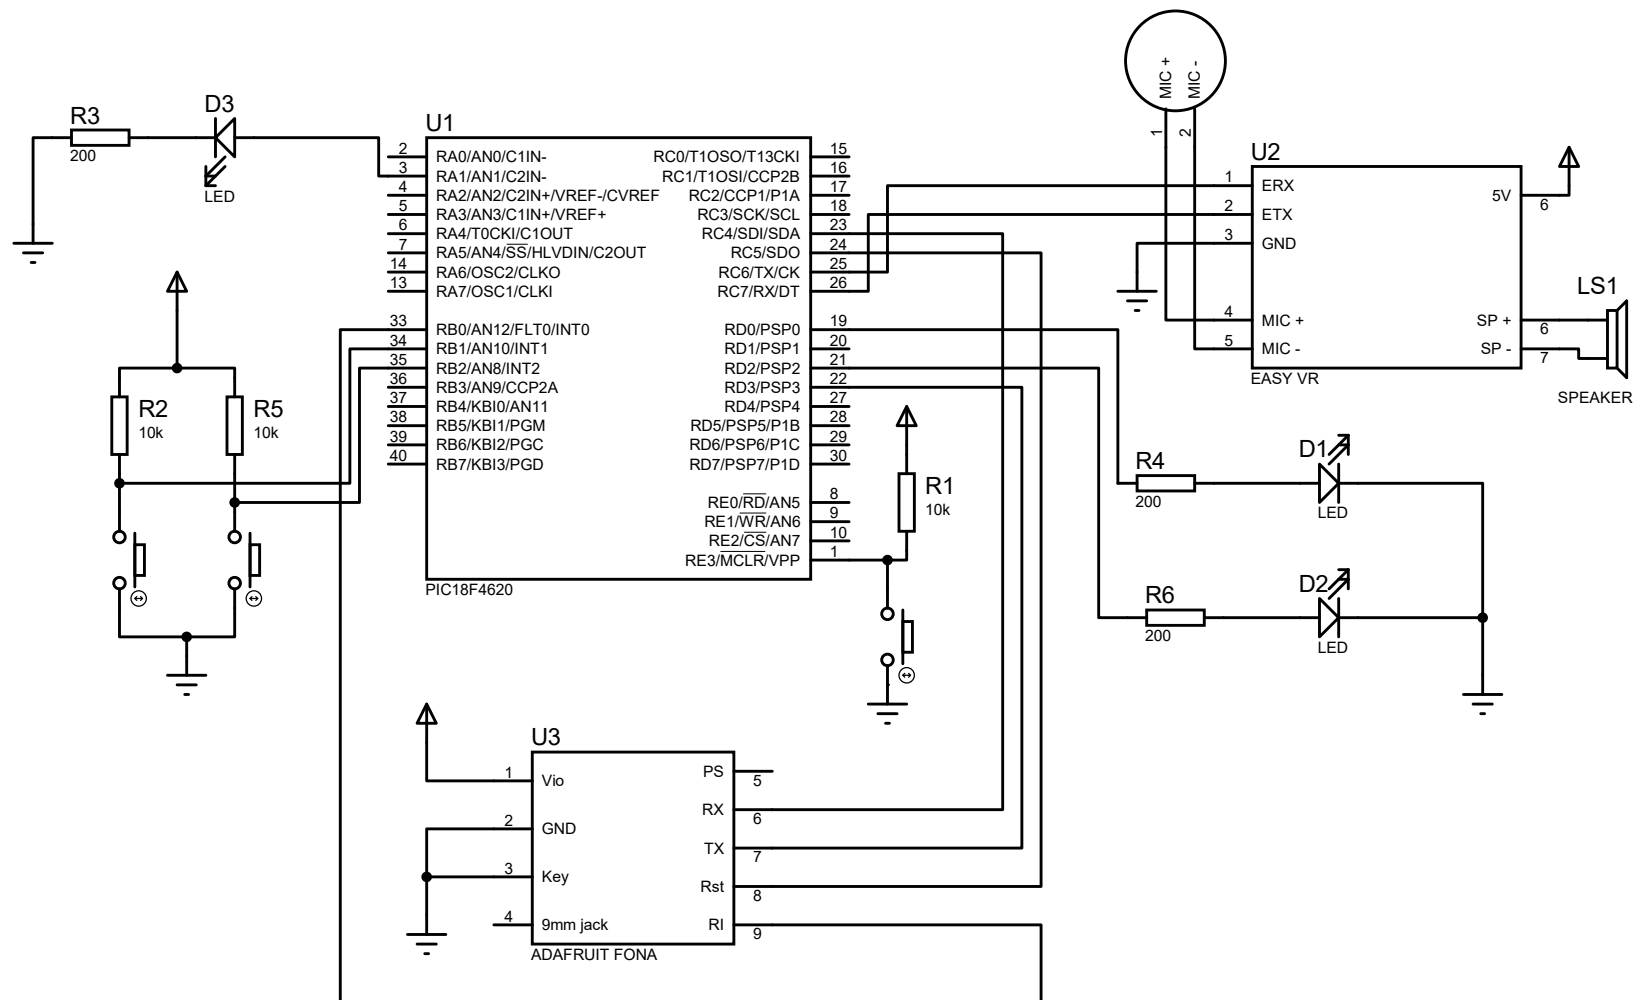 R3
200
D3
LED
U1
2 RA0/AN0/C1IN-
3 RA1/AN1/C2IN-
4 RA2/AN2/C2IN+/VREF-/CVREF
5 RA3/AN3/C1IN+/VREF+
6 RA4/T0CKI/C1OUT
7 RA5/AN4/SS/HLVDIN/C2OUT
14 RA6/OSC2/CLKO
13 RA7/OSC1/CLKI
33 RB0/AN12/FLT0/INT0
34 RB1/AN10/INT1
35 RB2/AN8/INT2
36 RB3/AN9/CCP2A
37 RB4/KBI0/AN11
38 RB5/KBI1/PGM
39 RB6/KBI2/PGC
40 RB7/KBI3/PGD
RC0/T1OSO/T13CKI 15
RC1/T1OSI/CCP2B 16
RC2/CCP1/P1A 17
RC3/SCK/SCL 18
RC4/SDI/SDA 23
RC5/SDO 24
RC6/TX/CK 25
RC7/RX/DT 26
RD0/PSP0 19
RD1/PSP1 20
RD2/PSP2 21
RD3/PSP3 22
RD4/PSP4 27
RD5/PSP5/P1B 28
RD6/PSP6/P1C 29
RD7/PSP7/P1D 30
RE0/RD/AN5 8
RE1/WR/AN6 9
RE2/CS/AN7 10
RE3/MCLR/VPP 1
PIC18F4620
R2
10k
R5
10k
R1
10k
MIC +
MIC -
1
2
U2
1 ERX
2 ETX
3 GND
4 MIC +
5 MIC -
5V 6
SP + 6
SP - 7
EASY VR
LS1
SPEAKER
R4
200
D1
LED
R6
200
D2
LED
U3
1 Vio
2 GND
3 Key
4 9mm jack
PS 5
RX 6
TX 7
Rst 8
RI 9
ADAFRUIT FONA